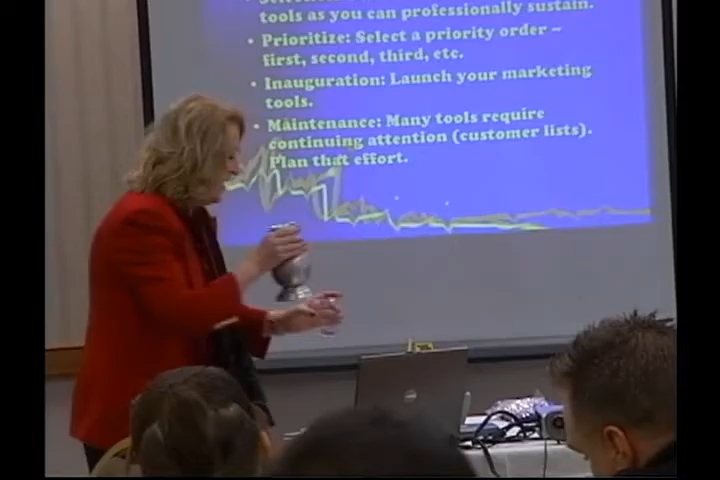 tools as you can professionally sustain.
• Prioritize: Select a priority order ~
first, second, third, etc.
• Inauguration: Launch your marketing
tools.
• Maintenance: Many tools require
continuing attention (customer lists).
Plan that effort.